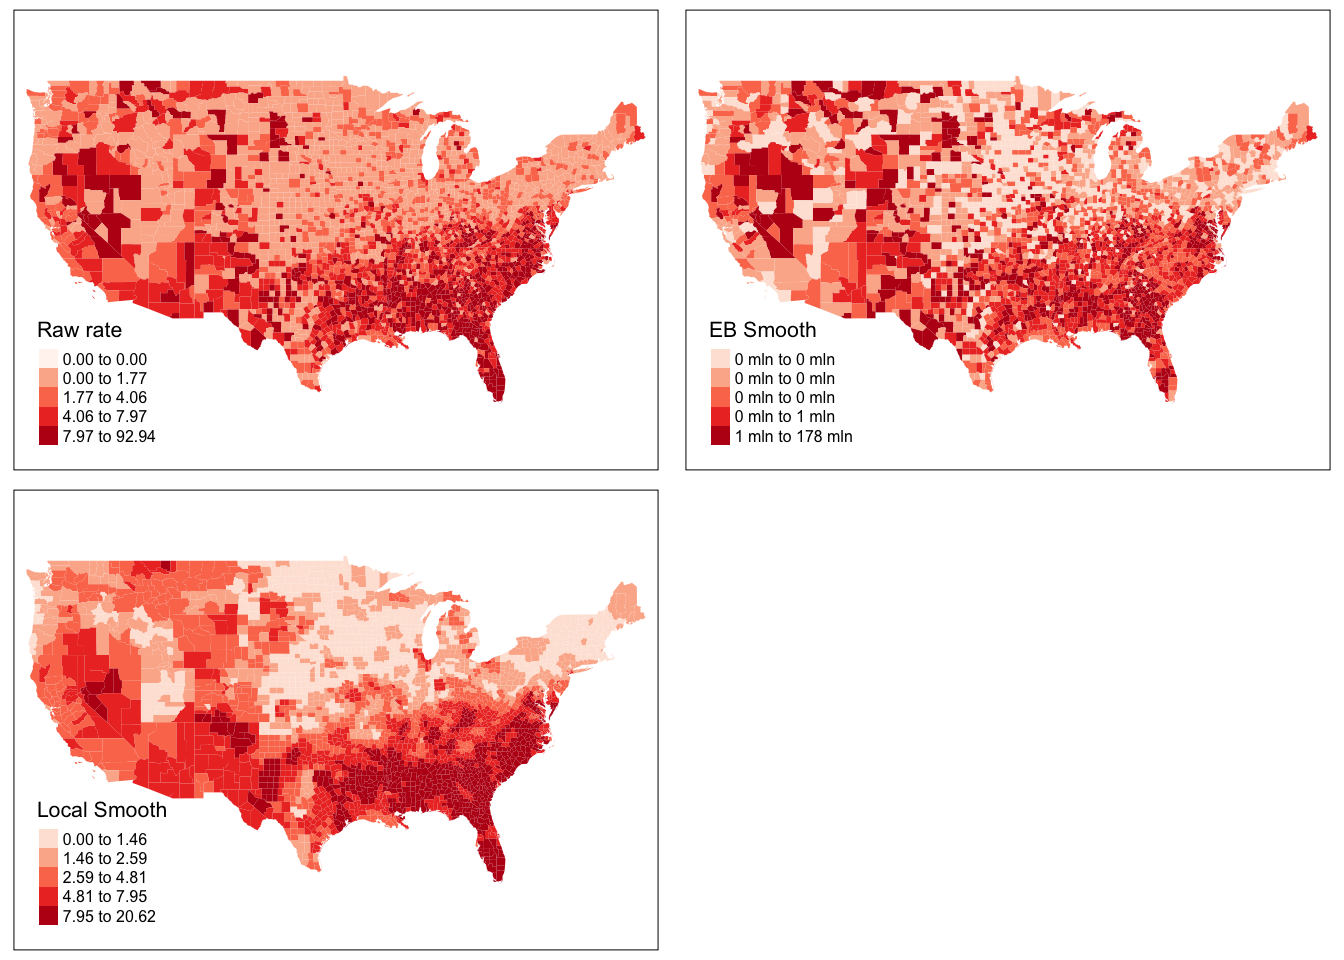 Raw rate
0.00 to 0.00
0.00 to 1.77
1.77 to 4.06
4.06 to 7.97
7.97 to 92.94
EB Smooth
0 mln to 0 mln
0 mln to 0 mln
0 mln to 0 mln
0 mln to 1 mln
1 mln to 178 mln
Local Smooth
0.00 to 1.46
1.46 to 2.59
2.59 to 4.81
4.81 to 7.95
7.95 to 20.62